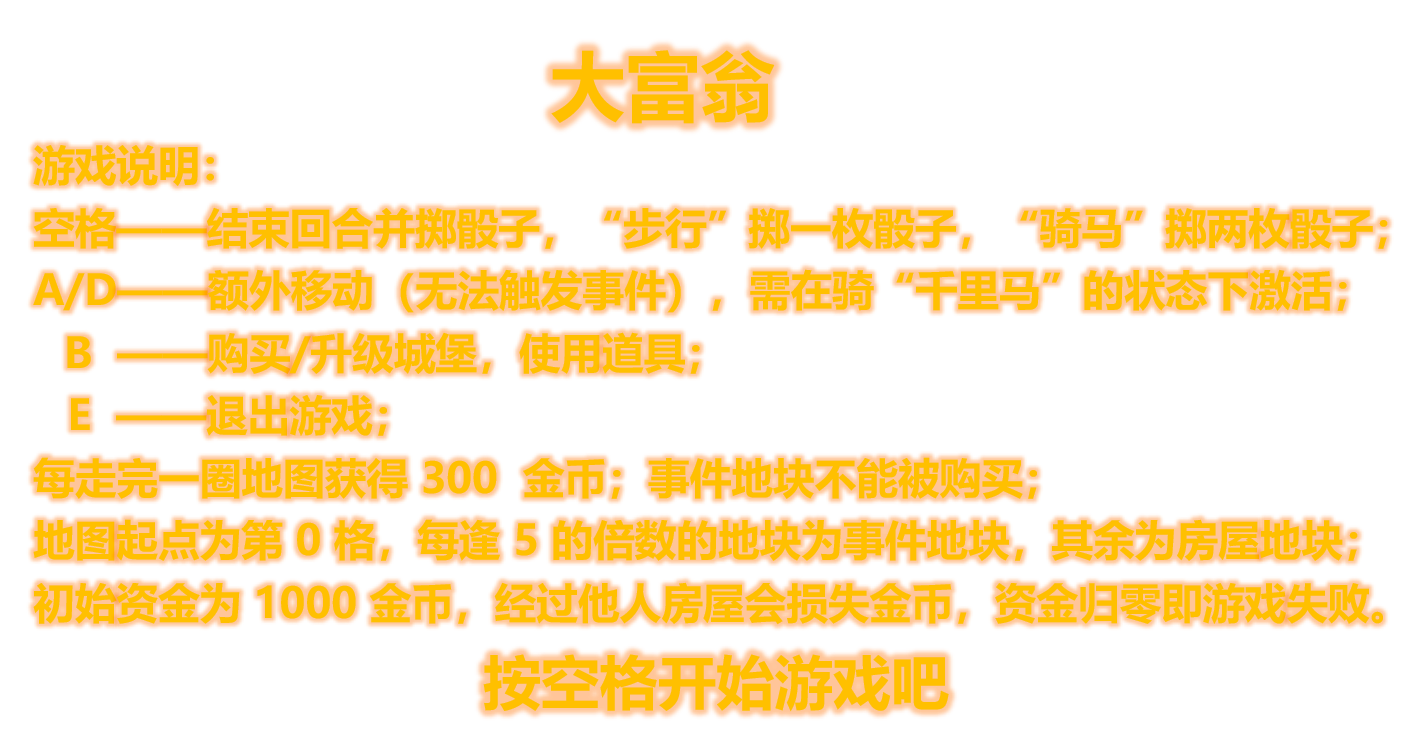 大富翁
游戏说明：
空格——结束回合并掷骰子，“步行”掷一枚骰子，“骑马”掷两枚骰子；
A/D——额外移动（无法触发事件），需在骑“千里马”的状态下激活；
B ——购买/升级城堡，使用道具；
E ——退出游戏；
每走完一圈地图获得 300 金币；事件地块不能被购买；
地图起点为第 0 格，每逢 5 的倍数的地块为事件地块，其余为房屋地块；
初始资金为 1000 金币，经过他人房屋会损失金币，资金归零即游戏失败。
按空格开始游戏吧